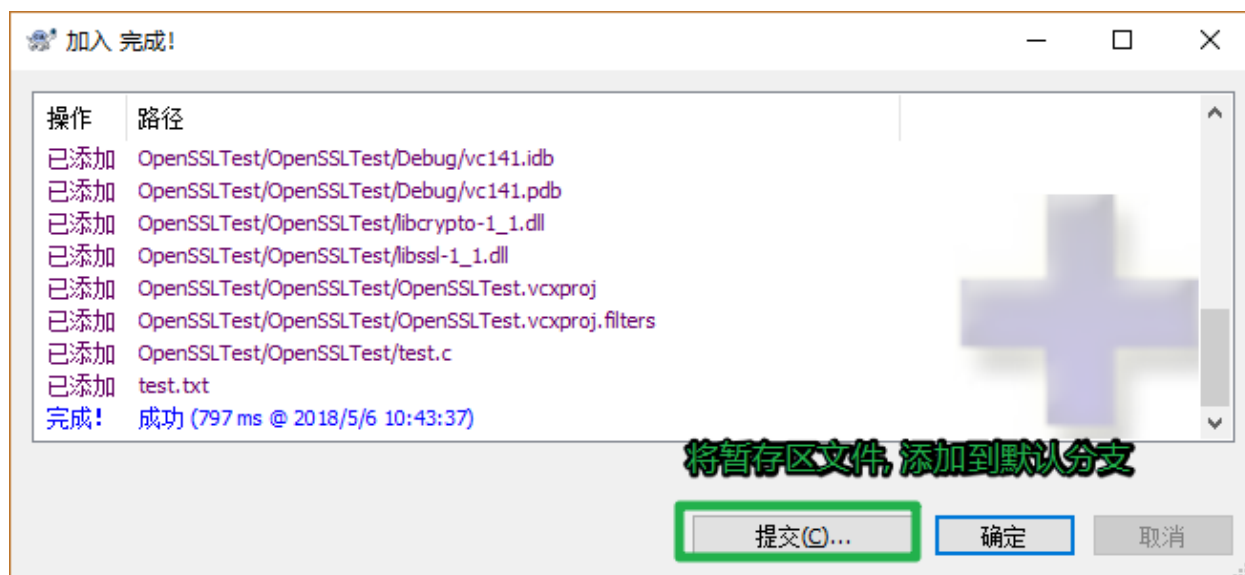 加入 完成!
操作 路径
已添加 OpenSSLTest/OpenSSLTest/Debug/vc141.idb
已添加 OpenSSLTest/OpenSSLTest/Debug/vc141.pdb
已添加 OpenSSLTest/OpenSSLTest/libcrypto-1_1.dll
已添加 OpenSSLTest/OpenSSLTest/libssl-1_1.dll
已添加 OpenSSLTest/OpenSSLTest/OpenSSLTest.vcxproj
已添加 OpenSSLTest/OpenSSLTest/OpenSSLTest.vcxproj.filters
已添加 OpenSSLTest/OpenSSLTest/test.c
已添加 test.txt
完成! 成功 (797 ms @ 2018/5/6 10:43:37)
将暂存区文件, 添加到默认分支
提交(C)... 确定 取消